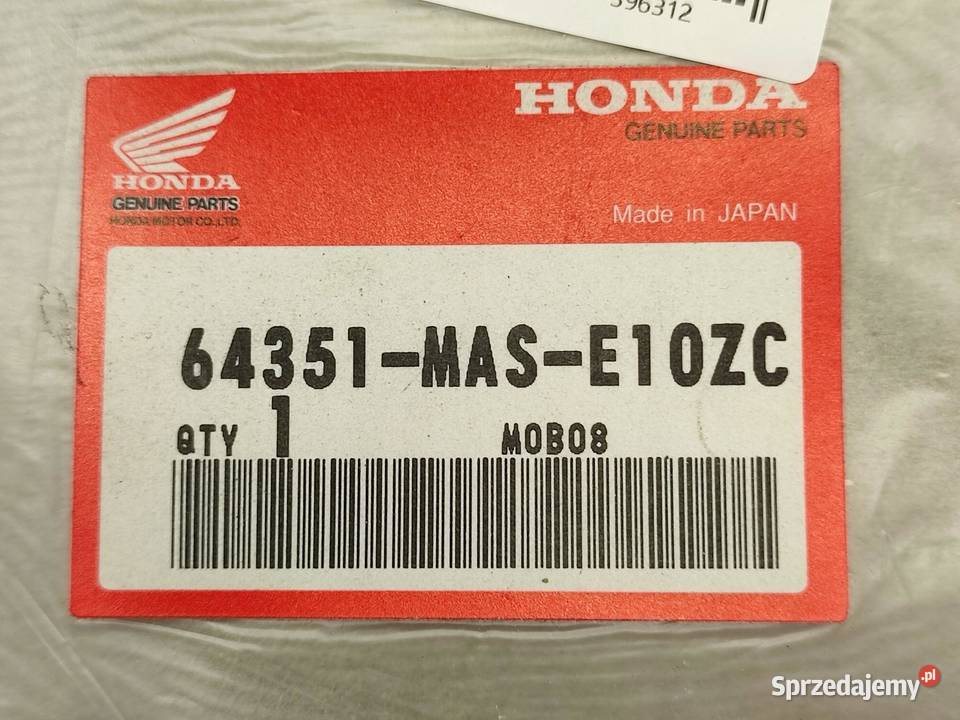 396312
HONDA
GENUINE PARTS
HONDA
GENUINE PARTS
HONDA MOTOR CO., LTD.
Made in JAPAN
64351-MAS-E10ZC
QTY 1 M0B08
Sprzedajemy.pl